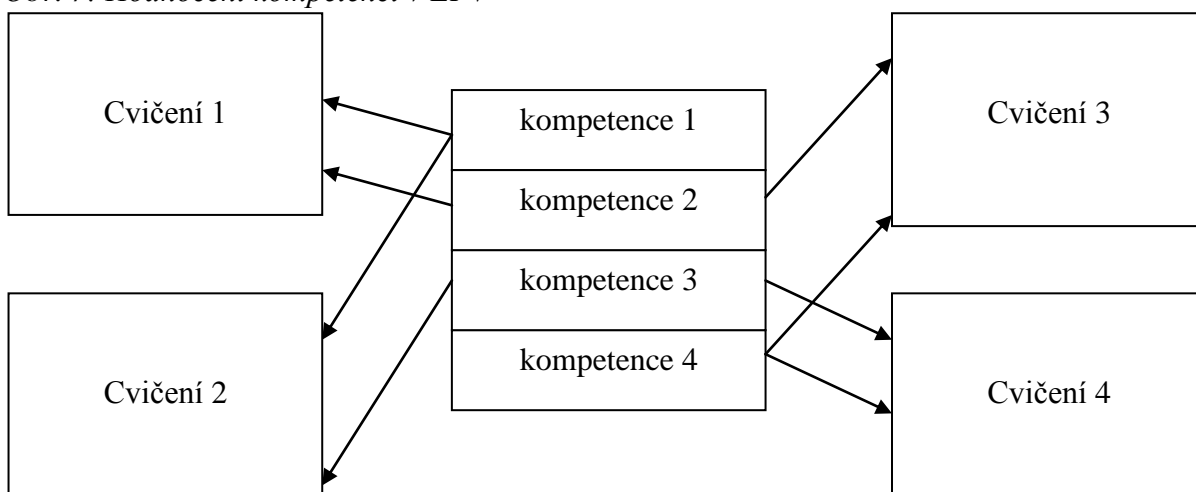 Cvičení 1
kompetence 1
Cvičení 3
kompetence 2
kompetence 3
kompetence 4
Cvičení 2
Cvičení 4